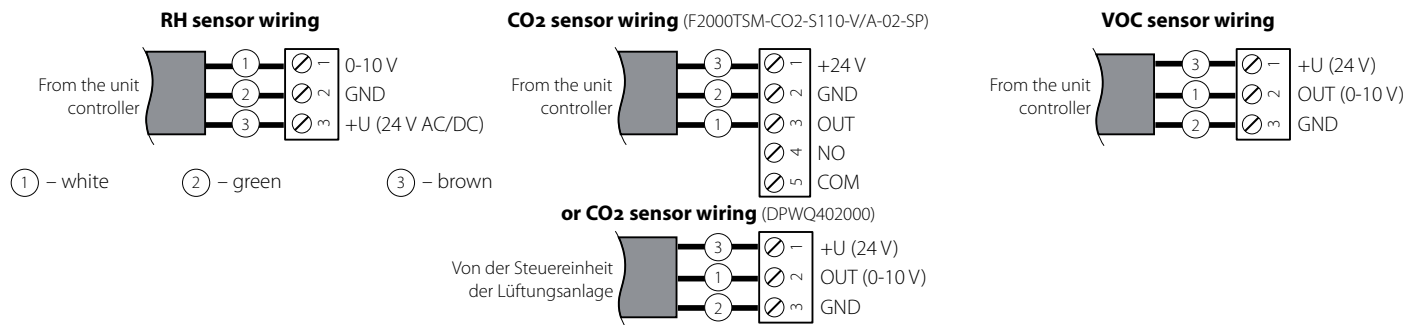 RH sensor wiring
From the unit
controller
1
2
3
1
2
3
0-10 V
GND
+U (24 V AC/DC)
1 – white
2 – green
3 – brown
CO2 sensor wiring (F2000TSM-CO2-S110-V/A-02-SP)
From the unit
controller
3
2
1
1
2
3
4
5
+24 V
GND
OUT
NO
COM
or CO2 sensor wiring (DPWQ402000)
Von der Steuereinheit
der Lüftungsanlage
3
1
2
1
2
3
+U (24 V)
OUT (0-10 V)
GND
VOC sensor wiring
From the unit
controller
3
1
2
1
2
3
+U (24 V)
OUT (0-10 V)
GND